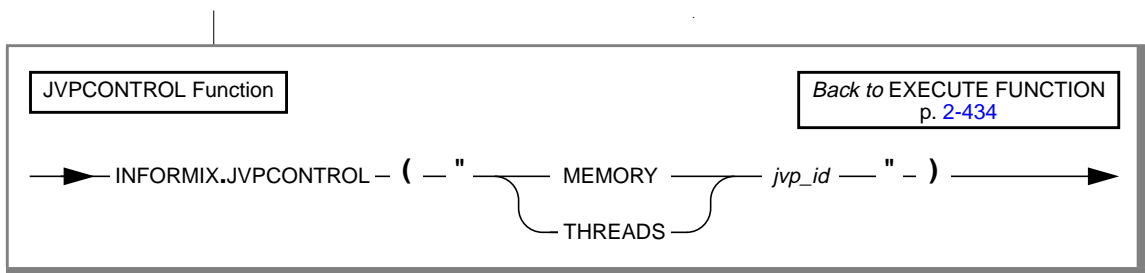 JVPCONTROL Function
Back to EXECUTE FUNCTION
p. 2-434
INFORMIX.JVPCONTROL ( " MEMORY jvp_id " )
THREADS